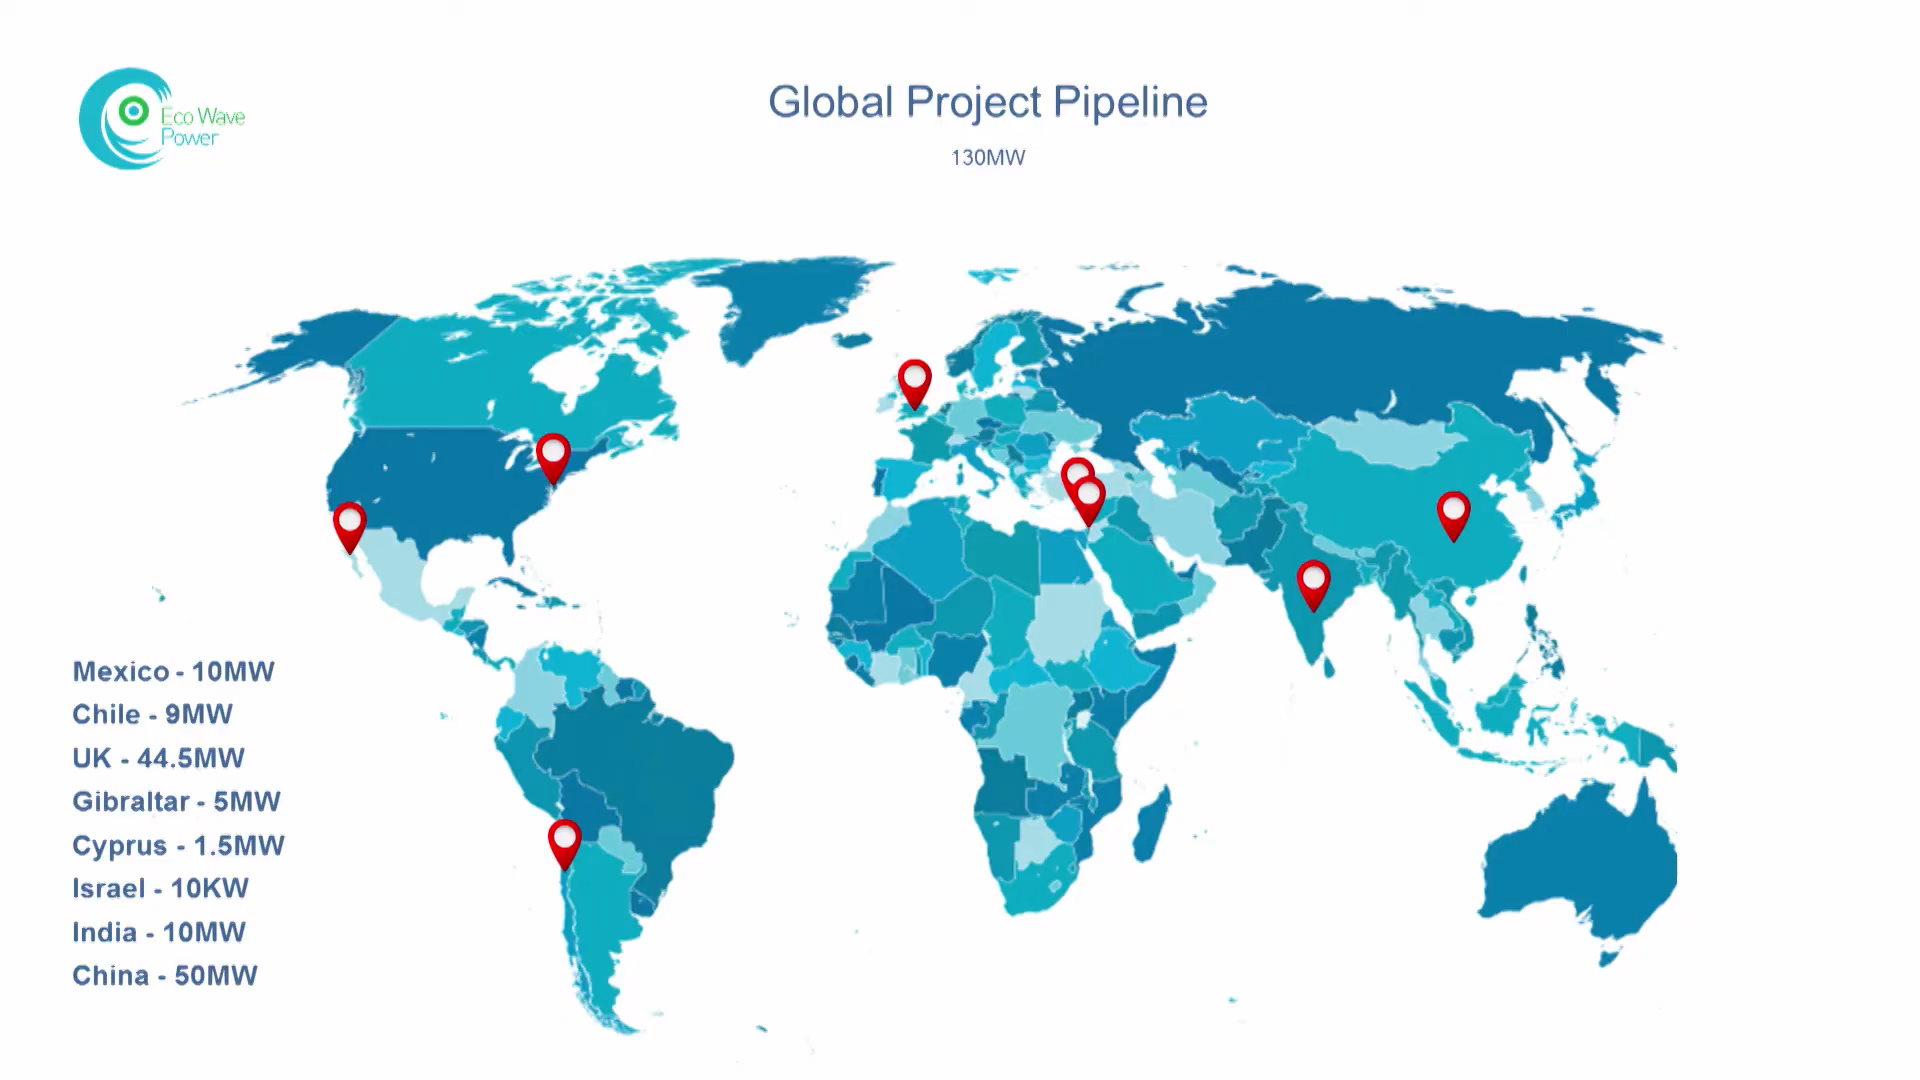 Eco Wave
Power
Global Project Pipeline
130MW
Mexico - 10MW
Chile - 9MW
UK - 44.5MW
Gibraltar - 5MW
Cyprus - 1.5MW
Israel - 10KW
India - 10MW
China - 50MW